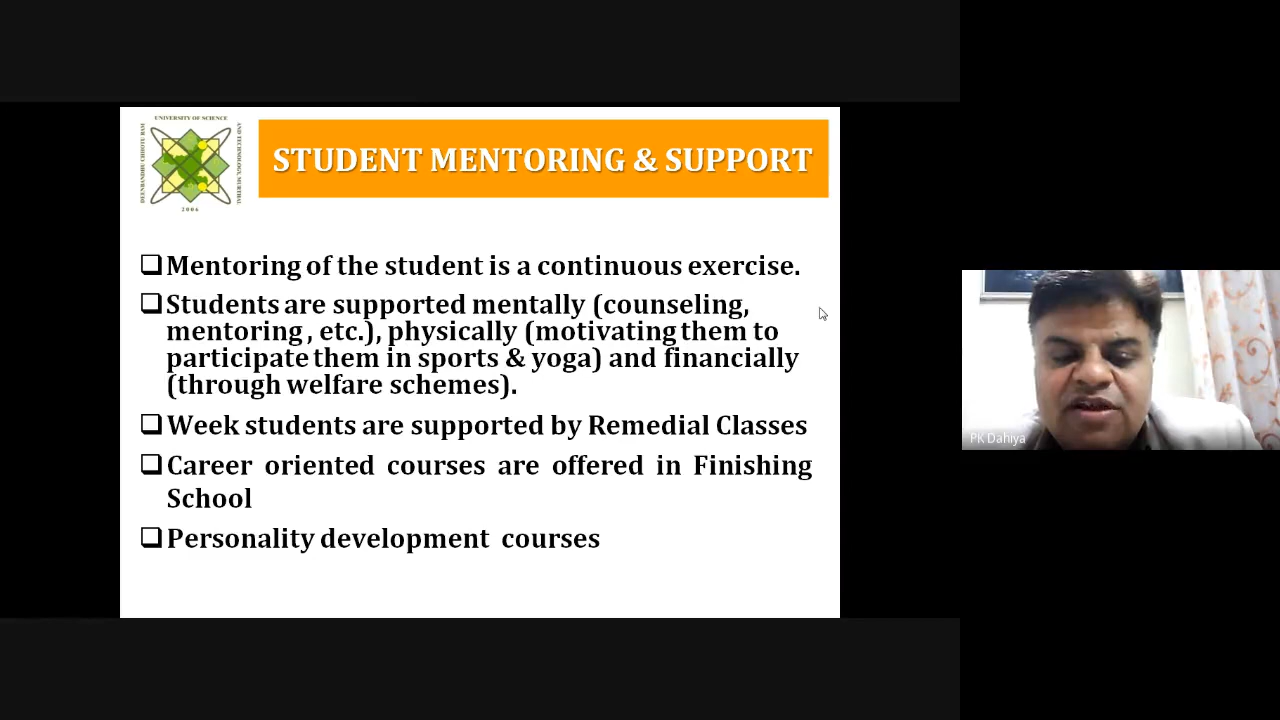 UNIVERSITY OF SCIENCE
AND TECHNOLOGY, MURTHAL
DEENBANDHU CHHOTU RAM
2006
STUDENT MENTORING & SUPPORT
❑Mentoring of the student is a continuous exercise.
❑Students are supported mentally (counseling,
mentoring , etc.), physically (motivating them to
participate them in sports & yoga) and financially
(through welfare schemes).
❑Week students are supported by Remedial Classes
❑Career oriented courses are offered in Finishing
School
❑Personality development courses
PK Dahiya